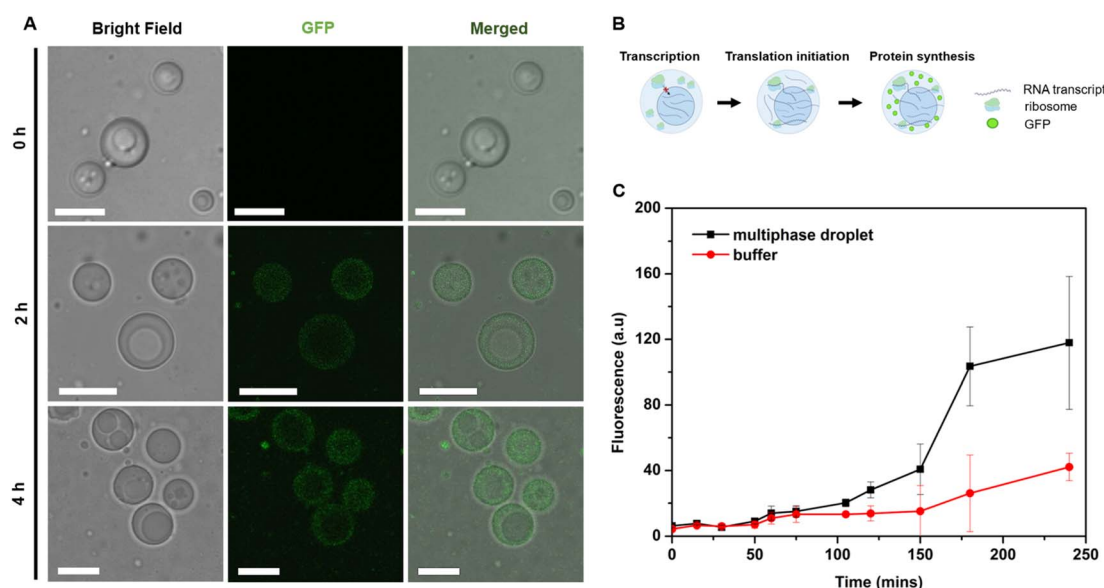 A
Bright Field
GFP
Merged
0 h
2 h
4 h
B
Transcription
Translation initiation
Protein synthesis
RNA transcript
ribosome
GFP
C
200
160
120
80
40
0
multiphase droplet
buffer
Fluorescence (a.u)
0
50
100
150
200
250
Time (mins)